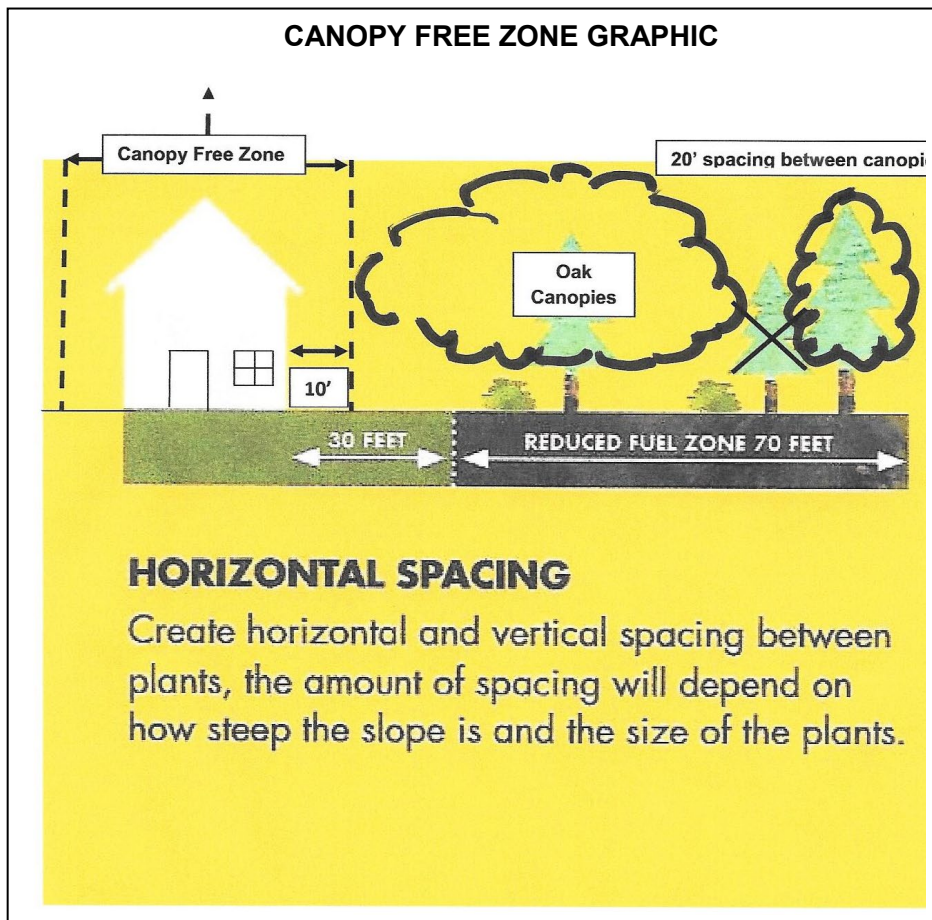 CANOPY FREE ZONE GRAPHIC
Canopy Free Zone
20' spacing between
Oak
Canopies
10'
30 FEET
REDUCED FUEL ZONE 70 FEET
HORIZONTAL SPACING
Create horizontal and vertical spacing between
plants, the amount of spacing will depend on
how steep the slope is and the size of the plants.